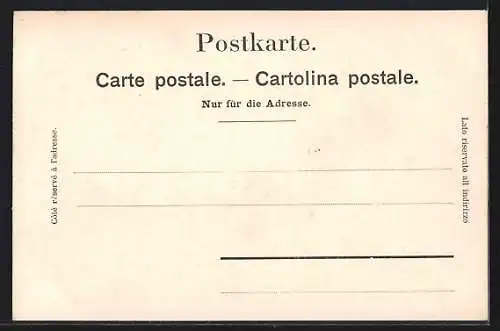 Postkarte.
Carte postale. — Cartolina postale.
Nur für die Adresse.
Côté réservé à l'adresse.
Lato riservato all indirizzo